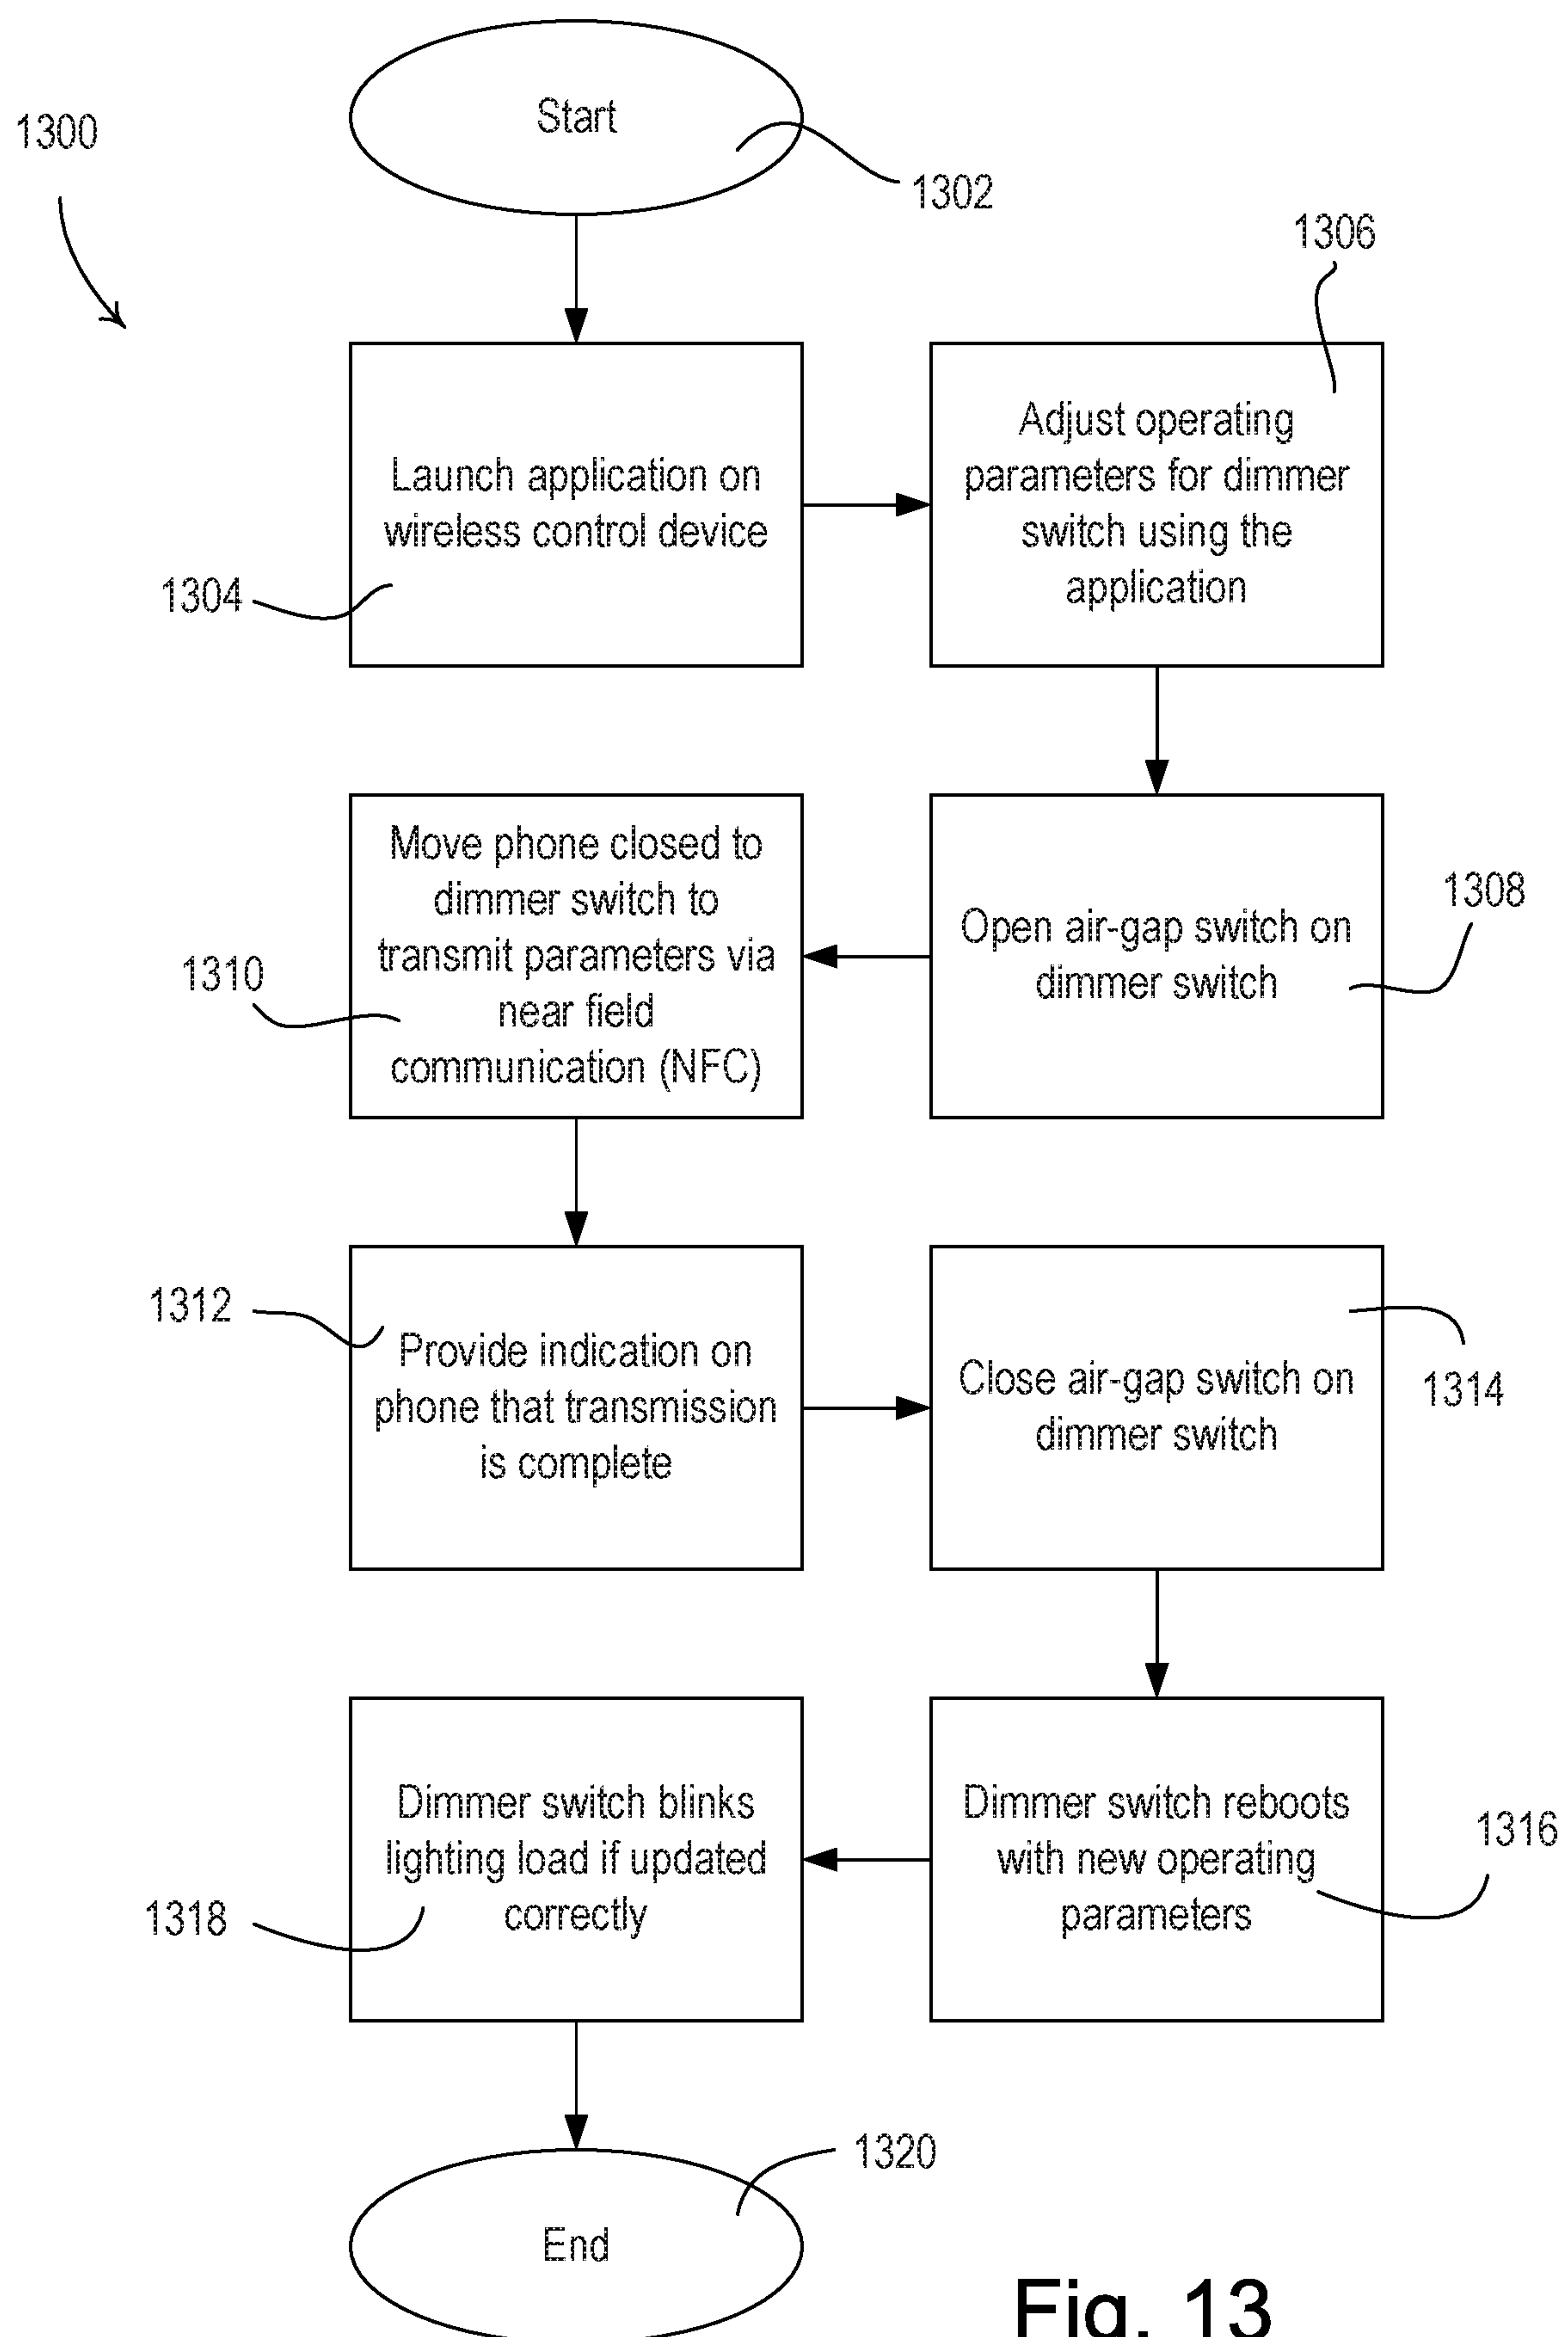 1300
Start
1302
1306
Launch application on
wireless control device
1304
Adjust operating
parameters for dimmer
switch using the
application
1308
Open air-gap switch on
dimmer switch
Move phone closed to
dimmer switch to
transmit parameters via
near field
communication (NFC)
1310
1312
Provide indication on
phone that transmission
is complete
Close air-gap switch on
dimmer switch
1314
Dimmer switch reboots
with new operating
parameters
1316
Dimmer switch blinks
lighting load if updated
correctly
1318
1320
End
Fig. 13